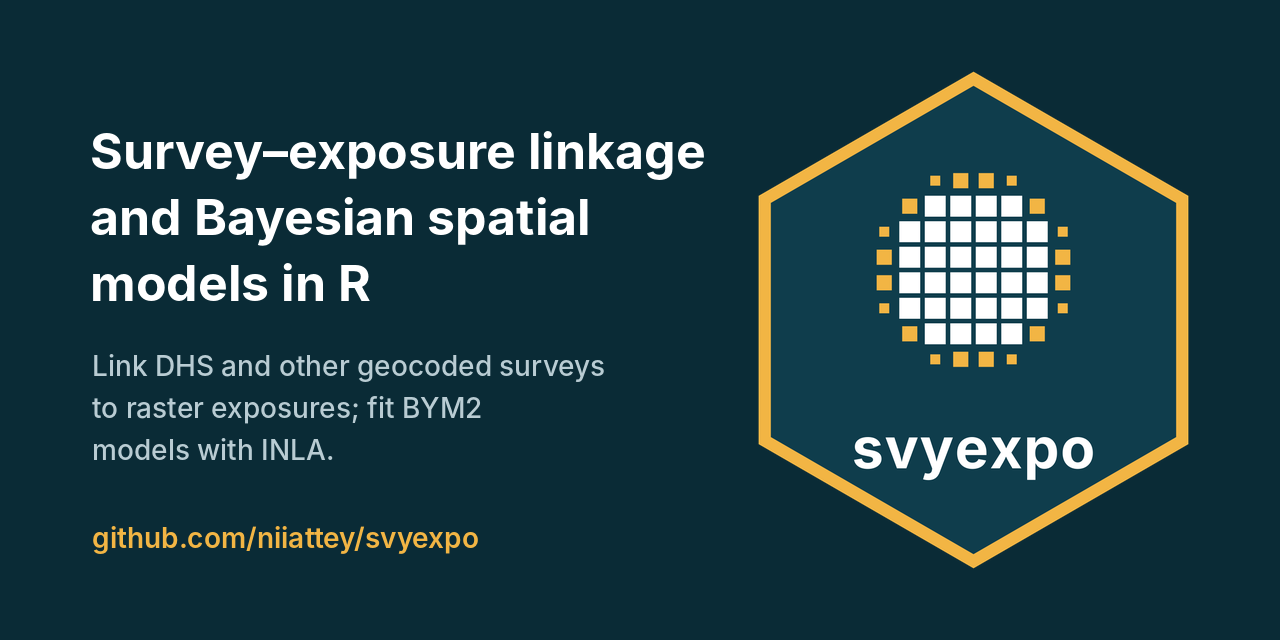 Survey–exposure linkage
and Bayesian spatial
models in R
Link DHS and other geocoded surveys
to raster exposures; fit BYM2
models with INLA.
github.com/niiattey/svyexpo
svyexpo